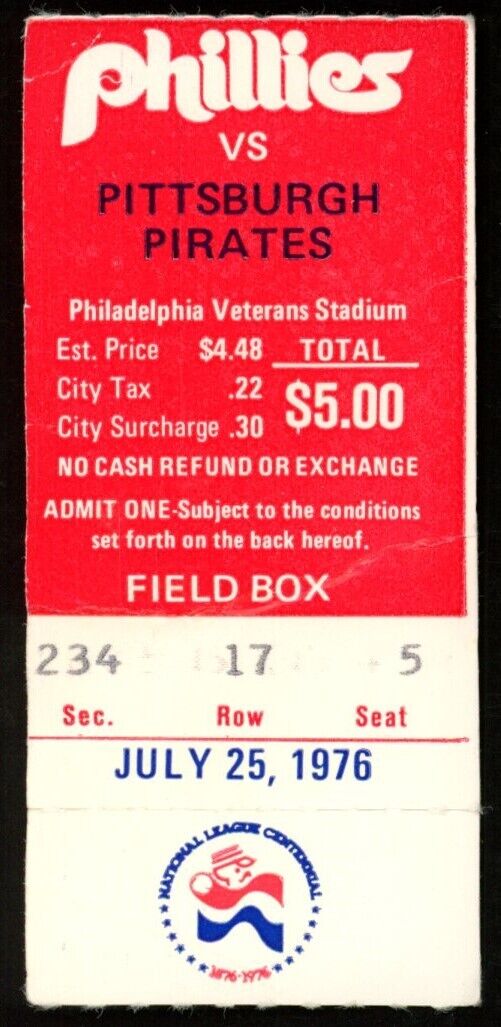 Phillies
VS
PITTSBURGH
PIRATES
Philadelphia Veterans Stadium
Est. Price $4.48 TOTAL
City Tax .22 $5.00
City Surcharge .30
NO CASH REFUND OR EXCHANGE
ADMIT ONE-Subject to the conditions
set forth on the back hereof.
FIELD BOX
234 17 5
Sec. Row Seat
JULY 25, 1976
NATIONAL LEAGUE CENTENNIAL
1876-1976